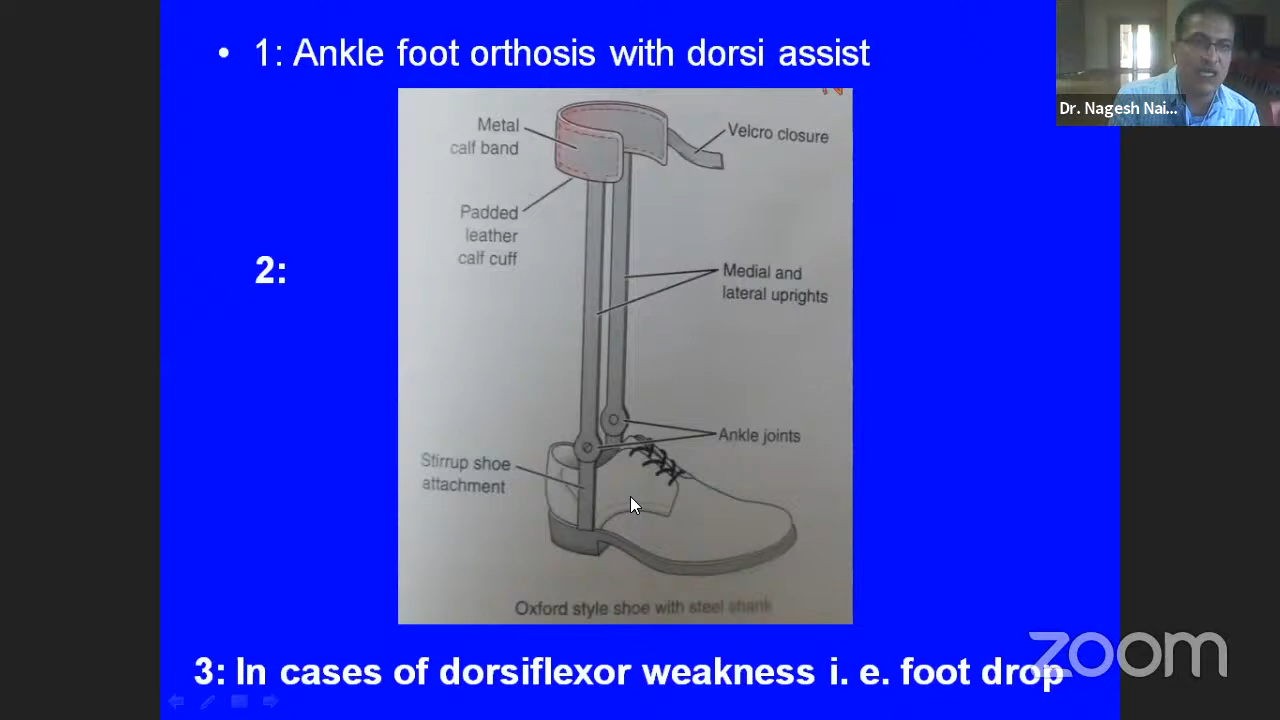 • 1: Ankle foot orthosis with dorsi assist
Dr. Nagesh Nai...
Metal
calf band
Velcro closure
Padded
leather
calf cuff
2:
Medial and
lateral uprights
Ankle joints
Stirrup shoe
attachment
Oxford style shoe with steel shank
3: In cases of dorsiflexor weakness i. e. foot drop
zoom